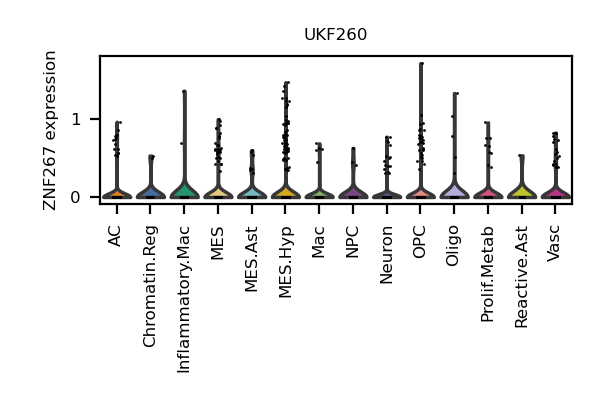 UKF260
ZNF267 expression
1
0
AC
Chromatin.Reg
Inflammatory.Mac
MES
MES.Ast
MES.Hyp
Mac
NPC
Neuron
OPC
Oligo
Prolif.Metab
Reactive.Ast
Vasc